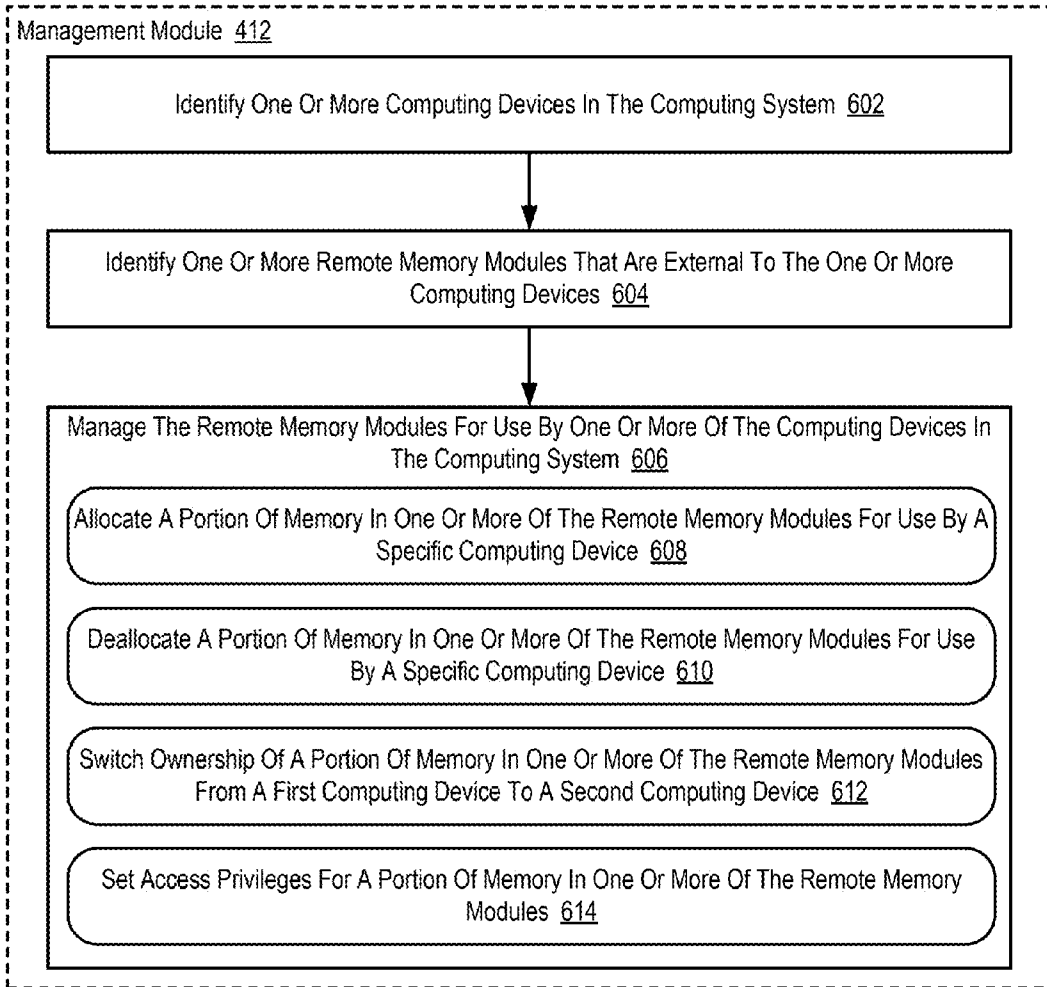 Management Module 412
Identify One Or More Computing Devices In The Computing System 602
Identify One Or More Remote Memory Modules That Are External To The One Or More
Computing Devices 604
Manage The Remote Memory Modules For Use By One Or More Of The Computing Devices In
The Computing System 606
Allocate A Portion Of Memory In One Or More Of The Remote Memory Modules For Use By A
Specific Computing Device 608
Deallocate A Portion Of Memory In One Or More Of The Remote Memory Modules For Use
By A Specific Computing Device 610
Switch Ownership Of A Portion Of Memory In One Or More Of The Remote Memory Modules
From A First Computing Device To A Second Computing Device 612
Set Access Privileges For A Portion Of Memory In One Or More Of The Remote Memory
Modules 614